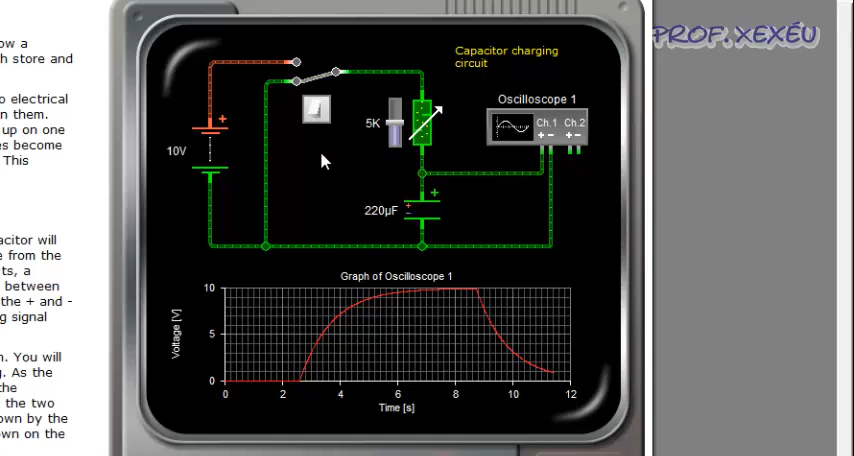 ow a
h store and
o electrical
n them.
up on one
es become
This
acitor will
e from the
ts, a
between
the + and -
g signal
n. You will
g. As the
the
the two
own by the
own on the
PROF. XEXÉU
Capacitor charging
circuit
Oscilloscope 1
Ch.1 Ch.2
+ - + -
5K
+
10V
+
220µF
+
-
Graph of Oscilloscope 1
Voltage [V]
10
5
0
0 2 4 6 8 10 12
Time [s]